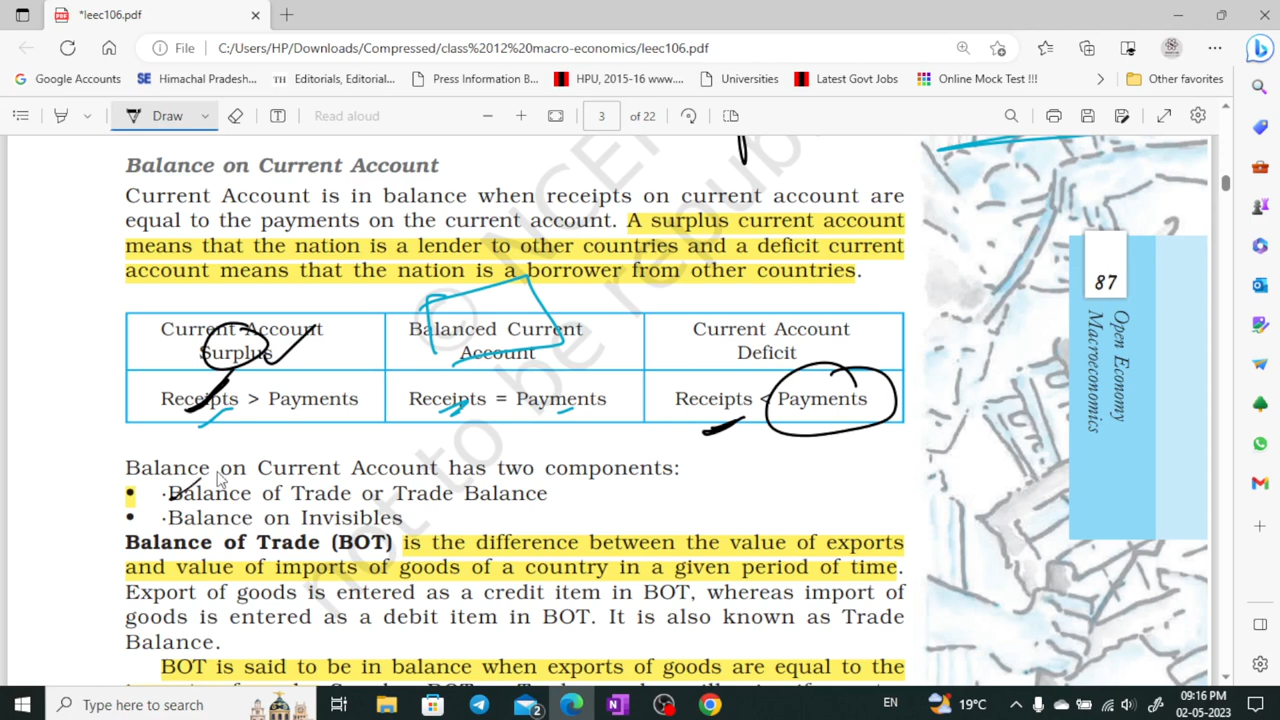 *leec106.pdf
File
C:/Users/HP/Downloads/Compressed/class%2012%20macro-economics/leec106.pdf
Google Accounts
SE Himachal Pradesh...
TH Editorials, Editorial...
Press Information B...
HPU, 2015-16 www....
Universities
Latest Govt Jobs
Online Mock Test !!!
Other favorites
Draw
Read aloud
3 of 22
Balance on Current Account
Current Account is in balance when receipts on current account are
equal to the payments on the current account. A surplus current account
means that the nation is a lender to other countries and a deficit current
account means that the nation is a borrower from other countries.
Current Account Surplus
Balanced Current Account
Current Account Deficit
Receipts > Payments
Receipts = Payments
Receipts < Payments
Balance on Current Account has two components:
• ·Balance of Trade or Trade Balance
• ·Balance on Invisibles
Balance of Trade (BOT) is the difference between the value of exports
and value of imports of goods of a country in a given period of time.
Export of goods is entered as a credit item in BOT, whereas import of
goods is entered as a debit item in BOT. It is also known as Trade
Balance.
BOT is said to be in balance when exports of goods are equal to the
87
Open Economy
Macroeconomics
© NCE
not to be republ
Type here to search
2
19°C
EN
09:16 PM
02-05-2023